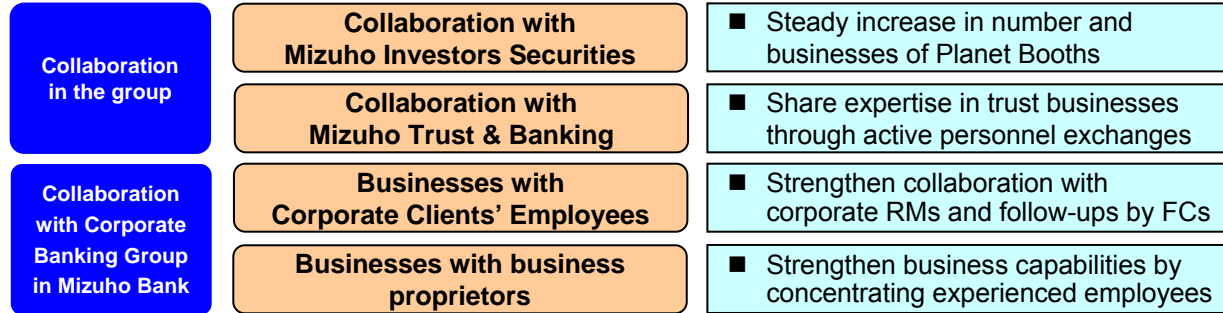 Collaboration
in the group
Collaboration with
Mizuho Investors Securities
■ Steady increase in number and
businesses of Planet Booths
Collaboration with
Mizuho Trust & Banking
■ Share expertise in trust businesses
through active personnel exchanges
Collaboration
with Corporate
Banking Group
in Mizuho Bank
Businesses with
Corporate Clients' Employees
■ Strengthen collaboration with
corporate RMs and follow-ups by FCs
Businesses with business
proprietors
■ Strengthen business capabilities by
concentrating experienced employees